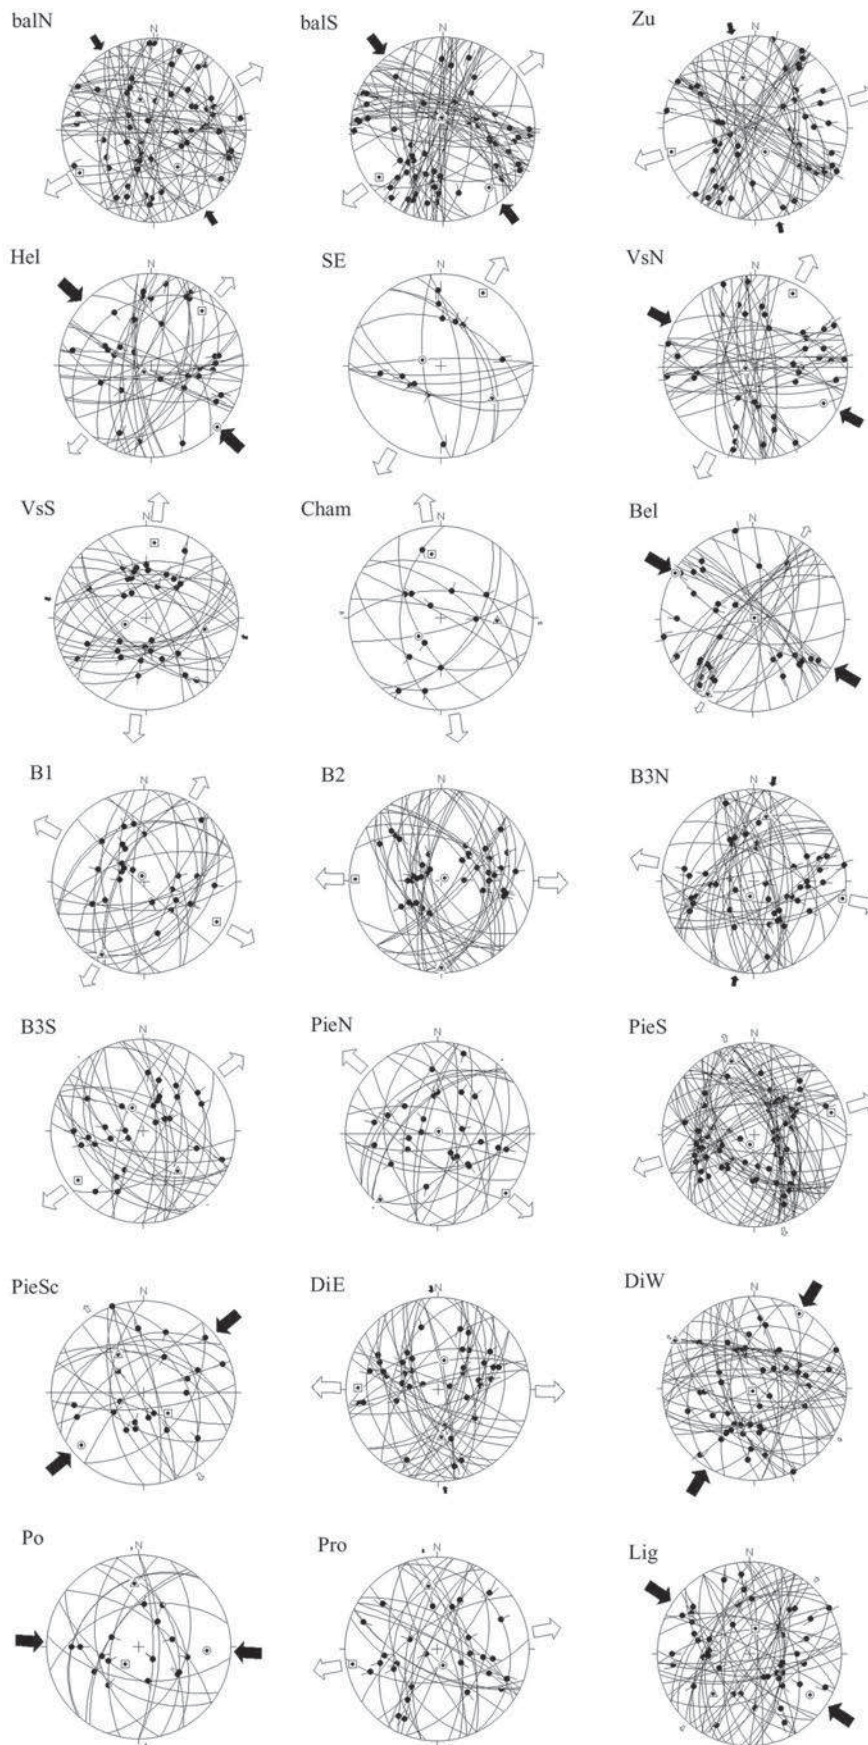 balN balS Zu
N N N
Hel SE VsN
N N N
VsS Cham Bel
N N N
B1 B2 B3N
N N N
B3S PieN PieS
N N N
PieSc DiE DiW
N N N
Po Pro Lig
N N N